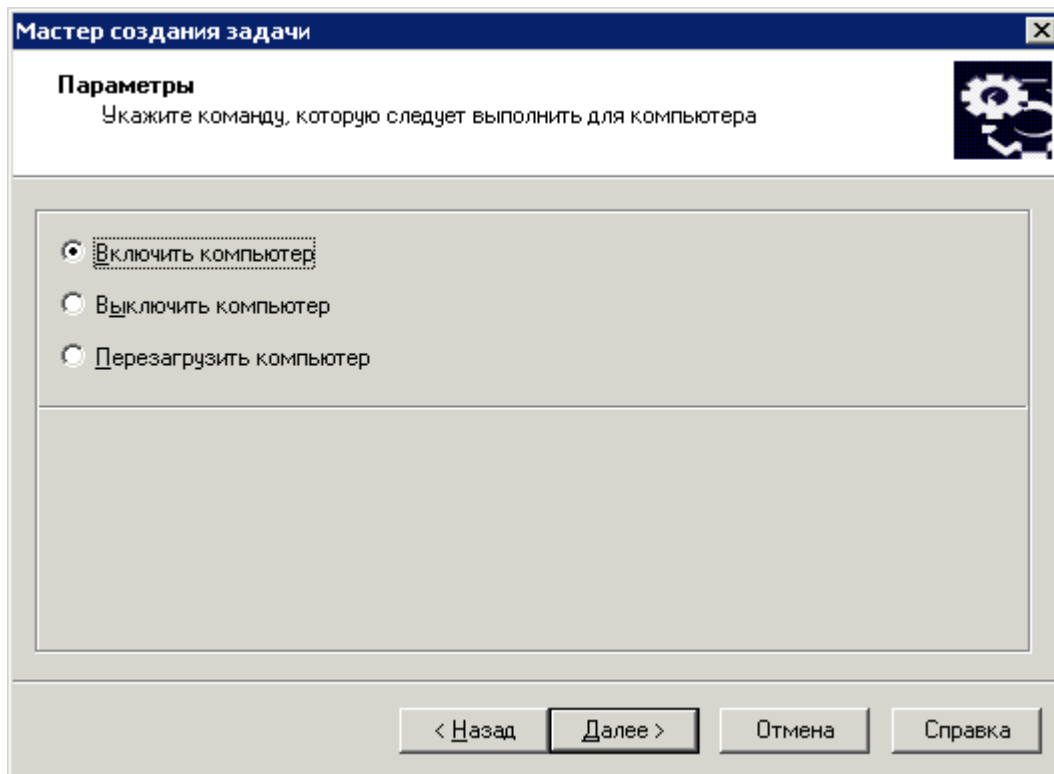 Мастер создания задачи
Параметры
Укажите команду, которую следует выполнить для компьютера
Включить компьютер
Выключить компьютер
Перезагрузить компьютер
< Назад Далее > Отмена Справка